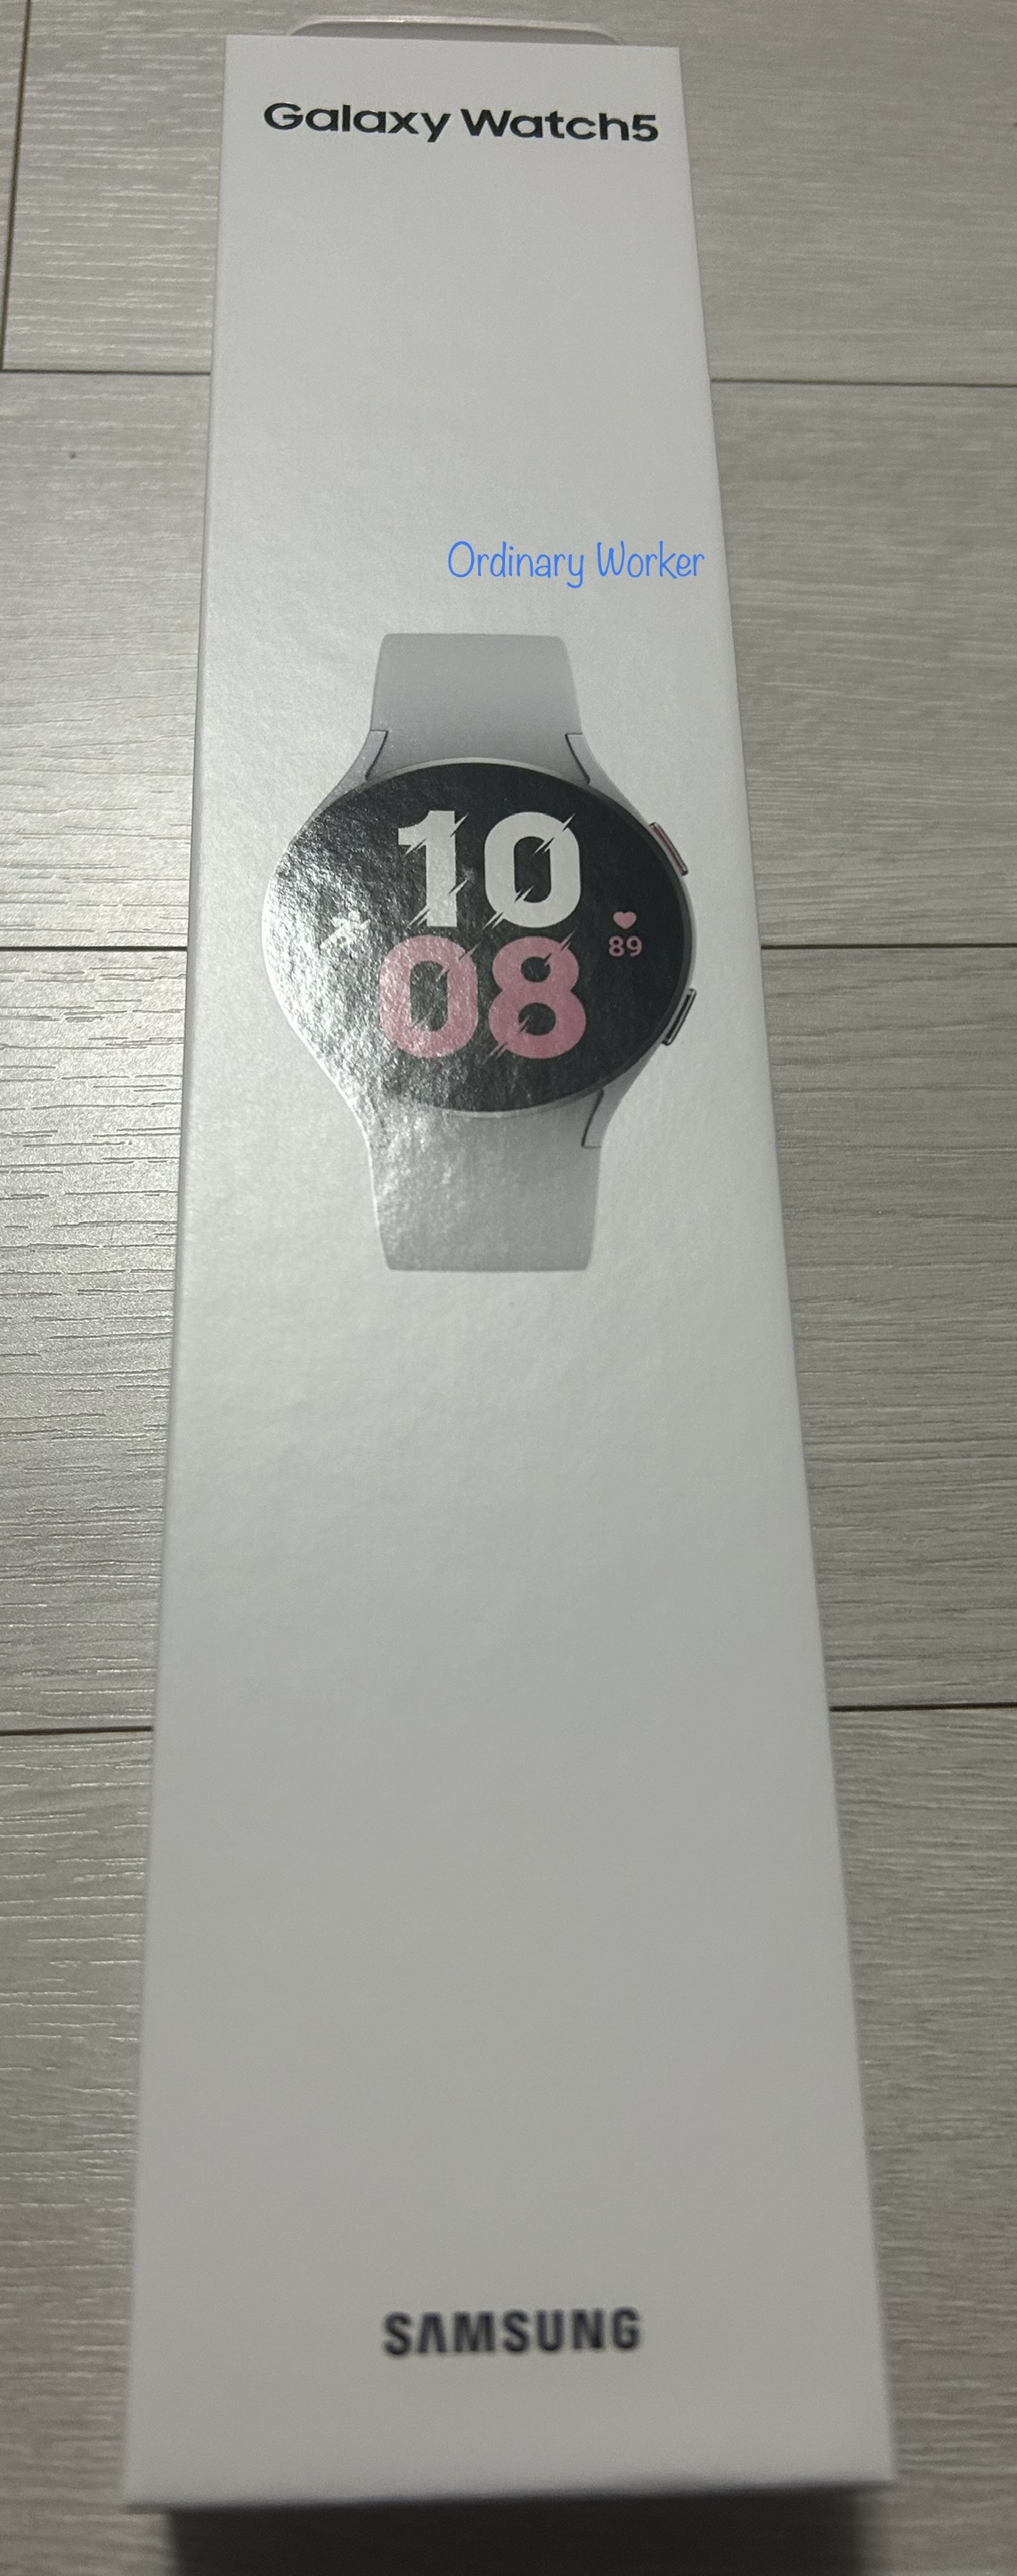 Galaxy Watch5
Ordinary Worker
10
08
89
SAMSUNG